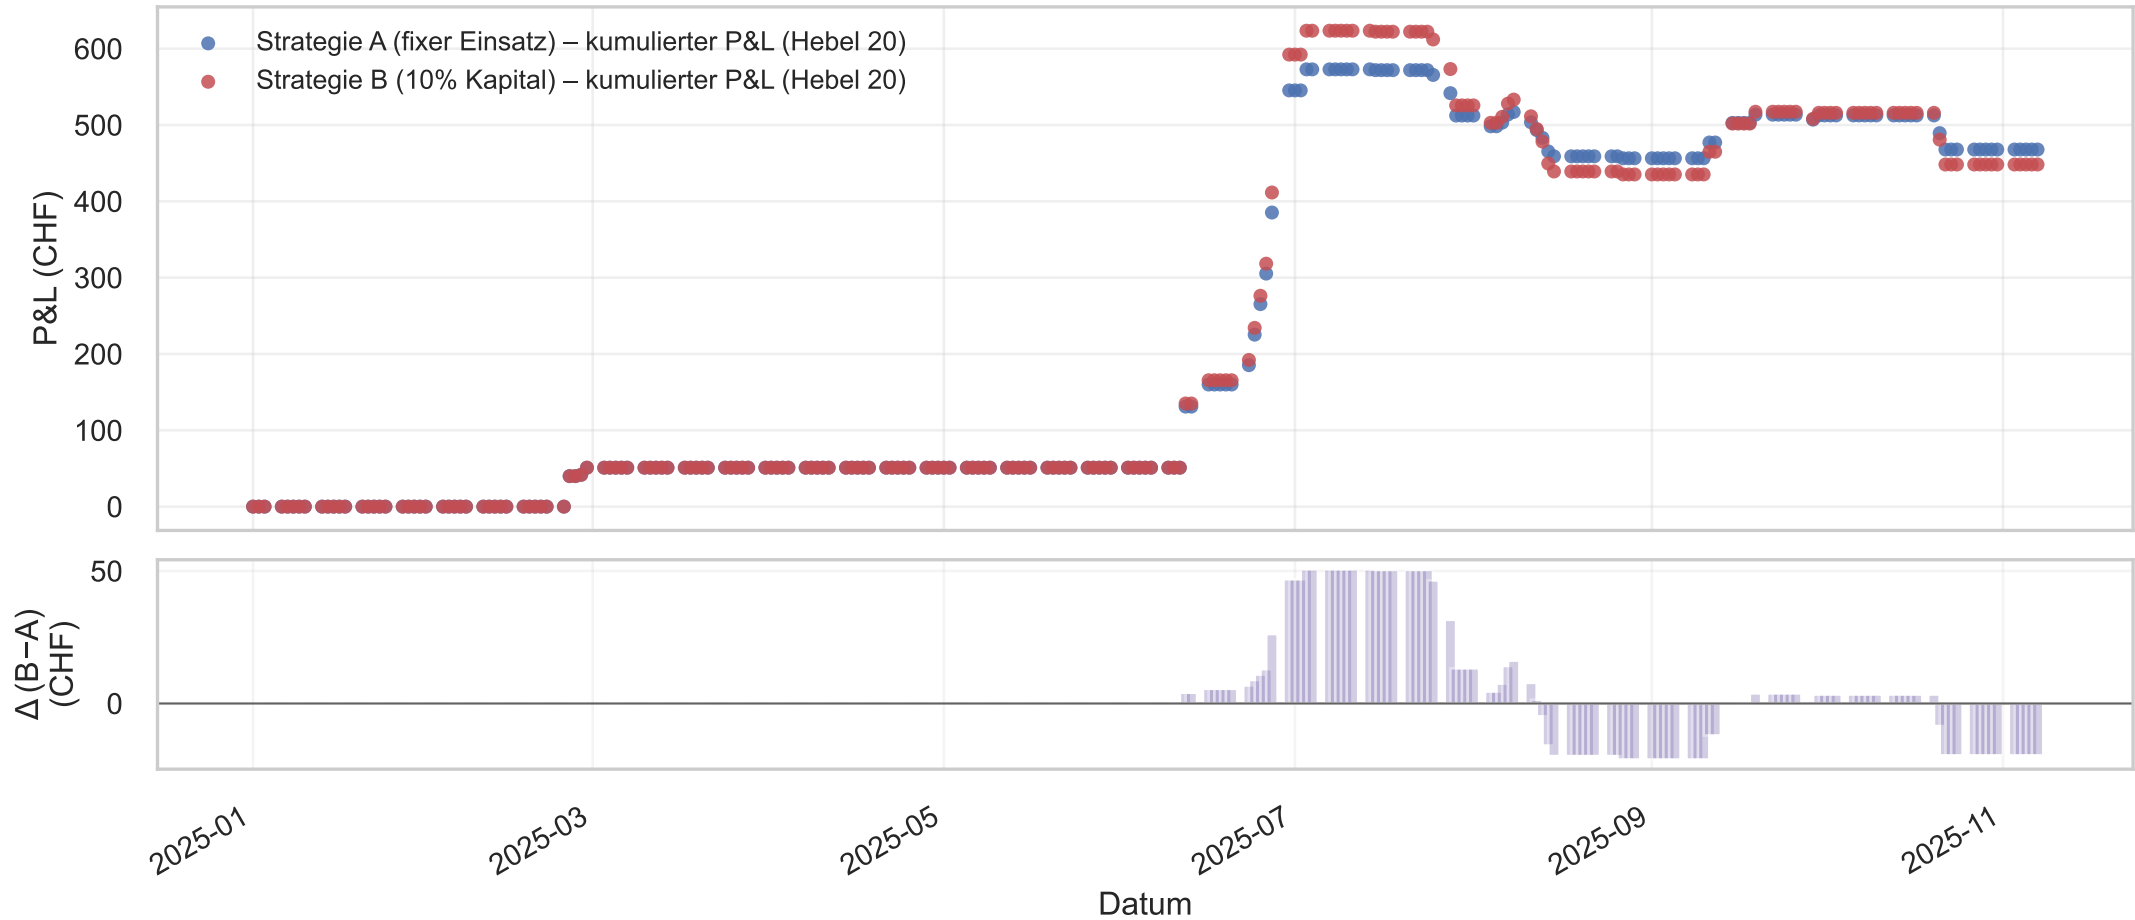 Strategie A (fixer Einsatz) – kumulierter P&L (Hebel 20)
Strategie B (10% Kapital) – kumulierter P&L (Hebel 20)
P&L (CHF)
600
500
400
300
200
100
0
Δ (B−A)
(CHF)
50
0
2025-01
2025-03
2025-05
2025-07
2025-09
2025-11
Datum